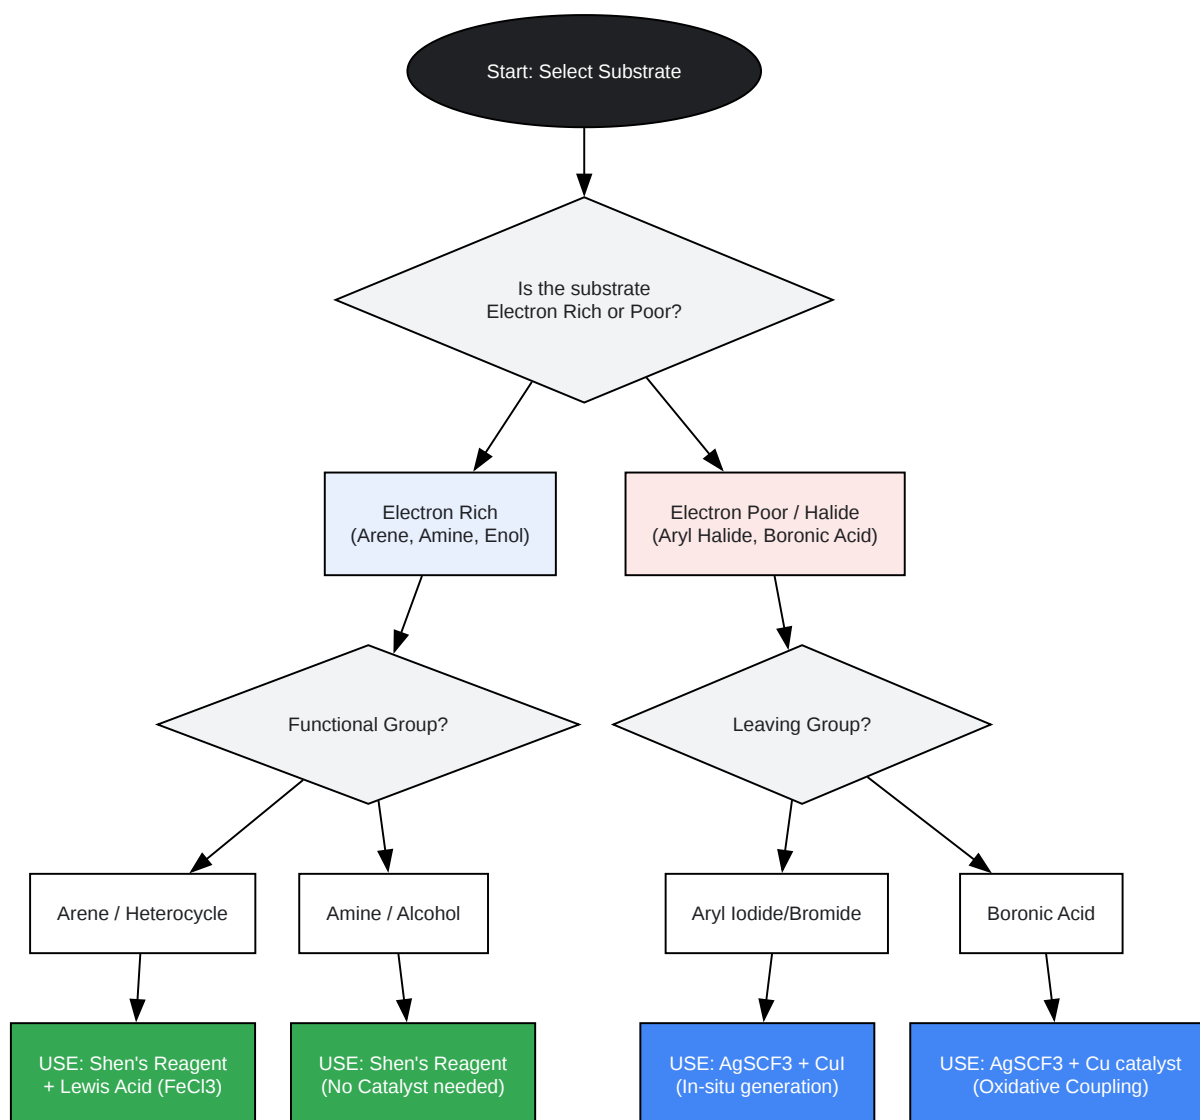 Start: Select Substrate
Is the substrate
Electron Rich or Poor?
Electron Rich
(Arene, Amine, Enol)
Electron Poor / Halide
(Aryl Halide, Boronic Acid)
Functional Group?
Leaving Group?
Arene / Heterocycle
Amine / Alcohol
Aryl Iodide/Bromide
Boronic Acid
USE: Shen's Reagent
+ Lewis Acid (FeCl3)
USE: Shen's Reagent
(No Catalyst needed)
USE: AgSCF3 + CuI
(In-situ generation)
USE: AgSCF3 + Cu catalyst
(Oxidative Coupling)